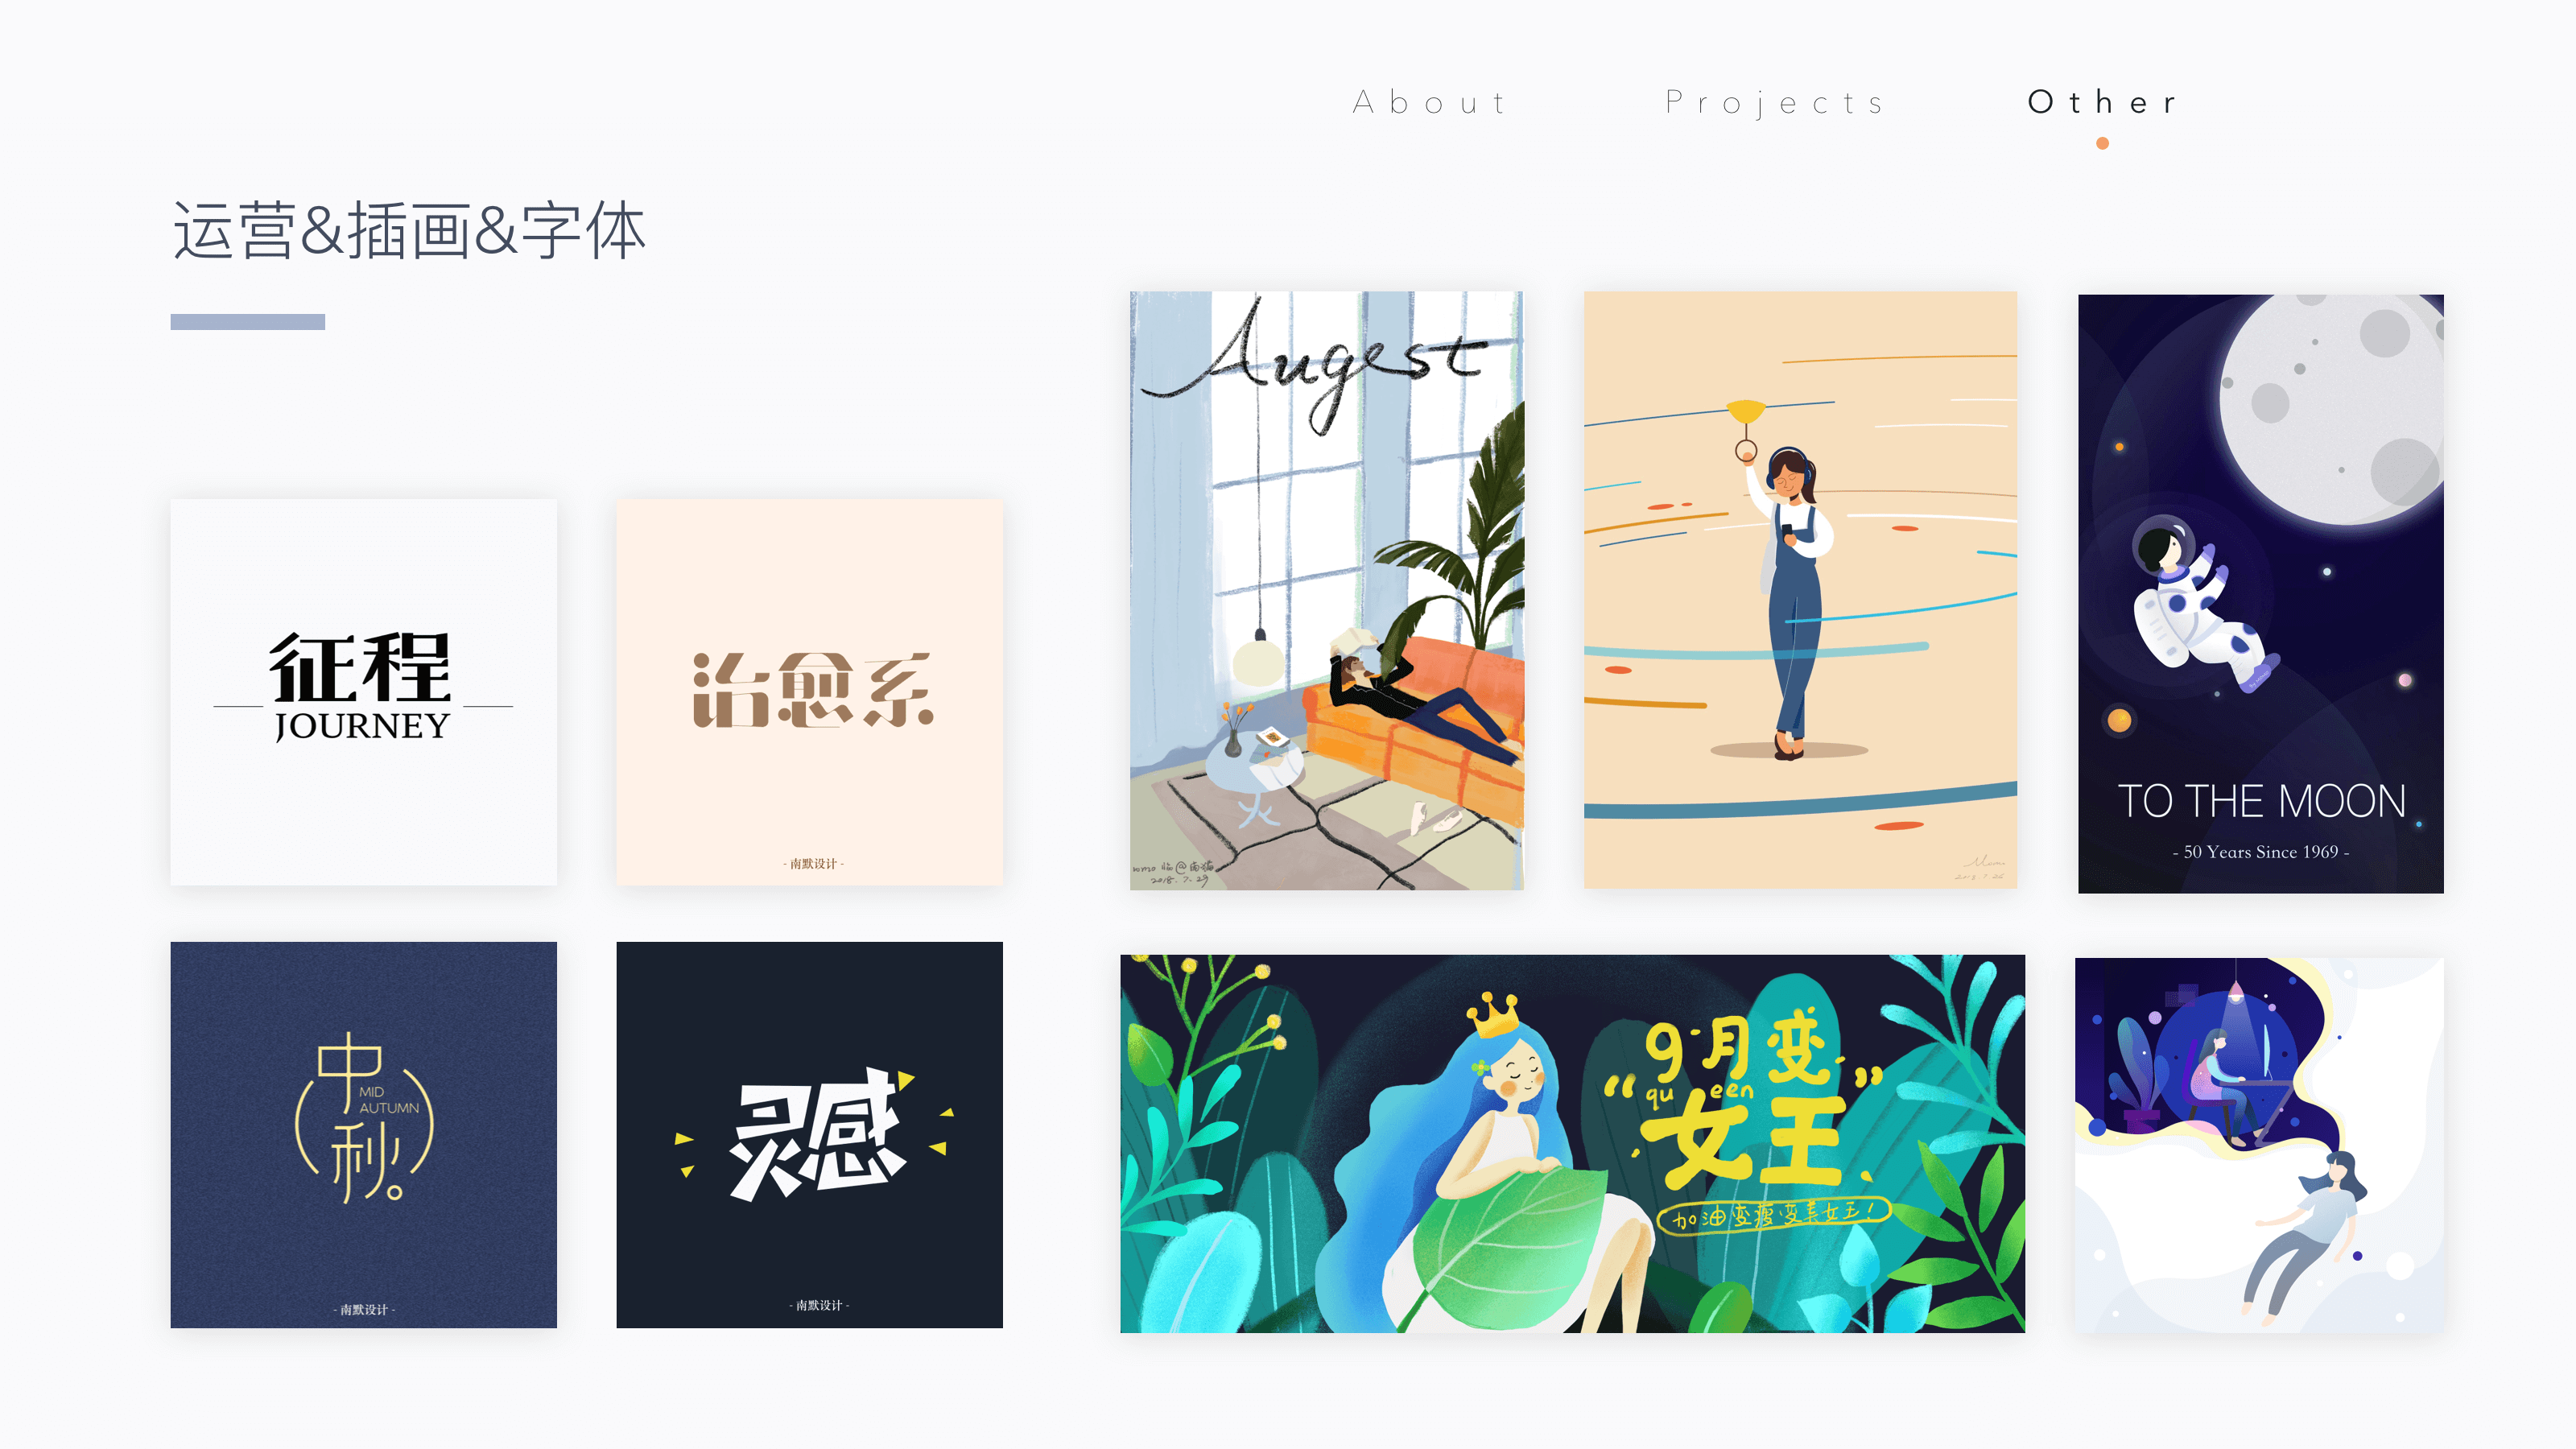 About Projects Other
运营&插画&字体
征程
JOURNEY
治愈系
- 南默设计 -
中
MID
AUTUMN
秋。
- 南默设计 -
灵感
- 南默设计 -
Augest
2018.7.29
TO THE MOON
- 50 Years Since 1969 -
“9月变”
queen
女王
加油变瘦变美女王!